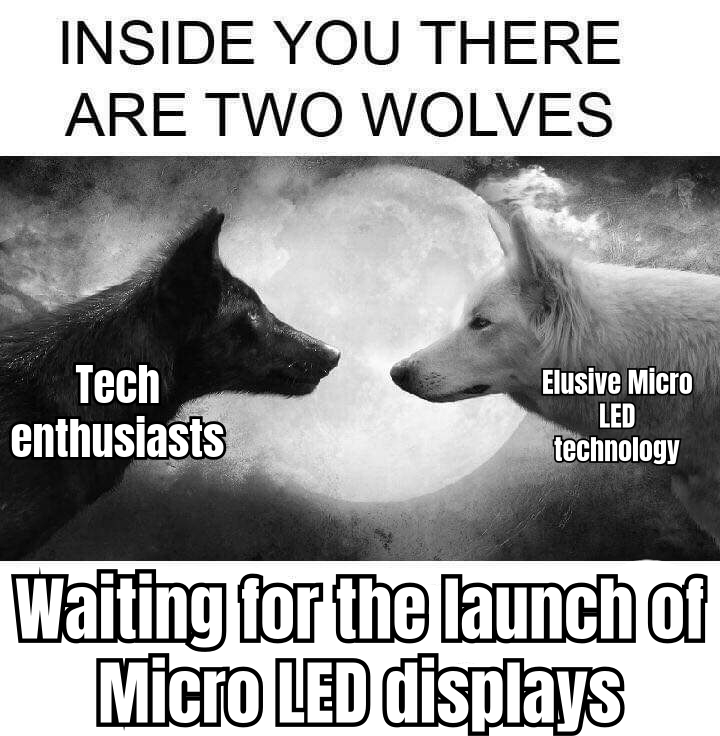 INSIDE YOU THERE
ARE TWO WOLVES
Tech
enthusiasts
Elusive Micro
LED
technology
Waiting for the launch of
Micro LED displays